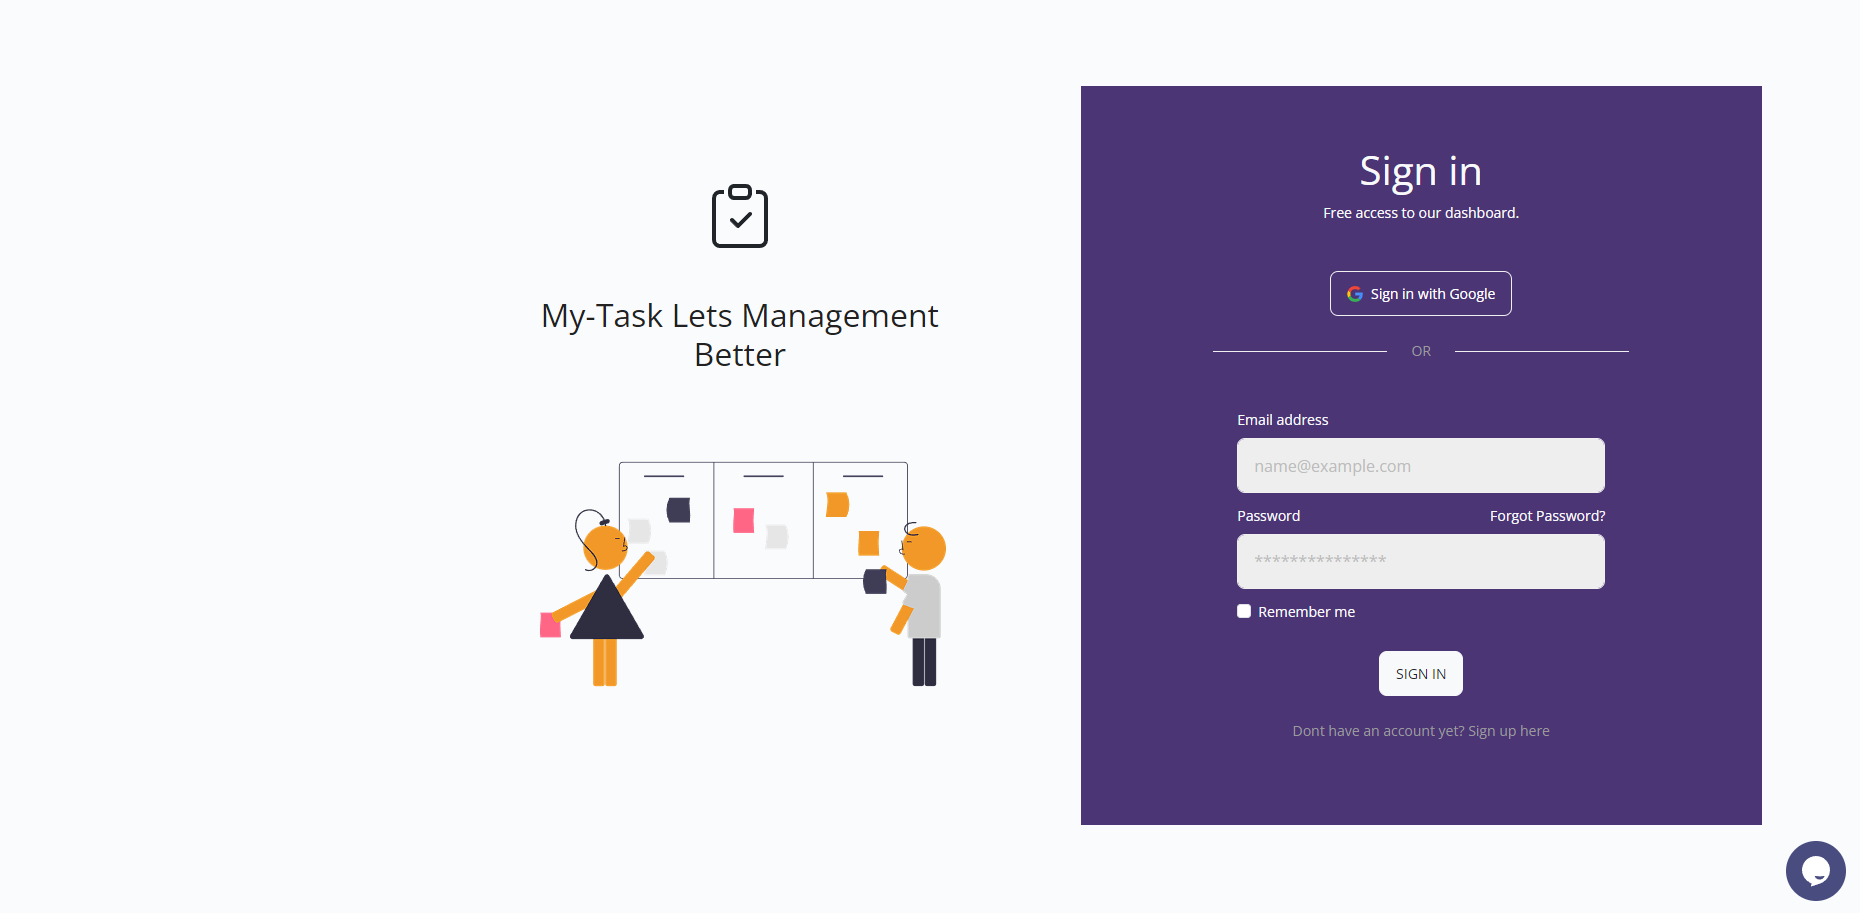 My-Task Lets Management
Better
Sign in
Free access to our dashboard.
Sign in with Google
OR
Email address
name@example.com
Password Forgot Password?
***************
Remember me
SIGN IN
Dont have an account yet? Sign up here